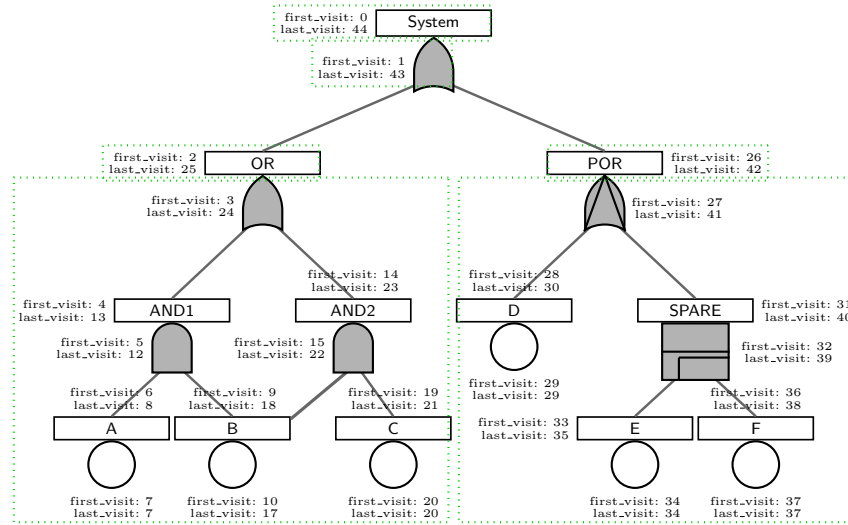 first_visit: 0
last_visit: 44
System
first_visit: 1
last_visit: 43
first_visit: 2
last_visit: 25
OR
POR
first_visit: 26
last_visit: 42
first_visit: 3
last_visit: 24
first_visit: 27
last_visit: 41
first_visit: 4
last_visit: 13
AND1
first_visit: 14
last_visit: 23
AND2
first_visit: 28
last_visit: 30
D
SPARE
first_visit: 31
last_visit: 40
first_visit: 5
last_visit: 12
first_visit: 15
last_visit: 22
first_visit: 32
last_visit: 39
first_visit: 29
last_visit: 29
first_visit: 6
last_visit: 8
A
first_visit: 9
last_visit: 18
B
first_visit: 19
last_visit: 21
C
first_visit: 33
last_visit: 35
E
first_visit: 36
last_visit: 38
F
first_visit: 7
last_visit: 7
first_visit: 10
last_visit: 17
first_visit: 20
last_visit: 20
first_visit: 34
last_visit: 34
first_visit: 37
last_visit: 37